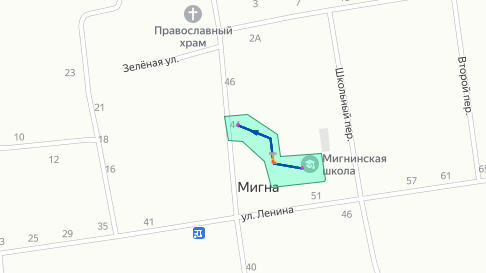 3
7
Православный
храм
2А
Зелёная ул.
23
46
Школьный пер.
Второй пер.
21
44
10
18
12
16
Мигнинская
школа
Мигна
57
61
51
ул. Ленина
46
41
35
29
25
3
40